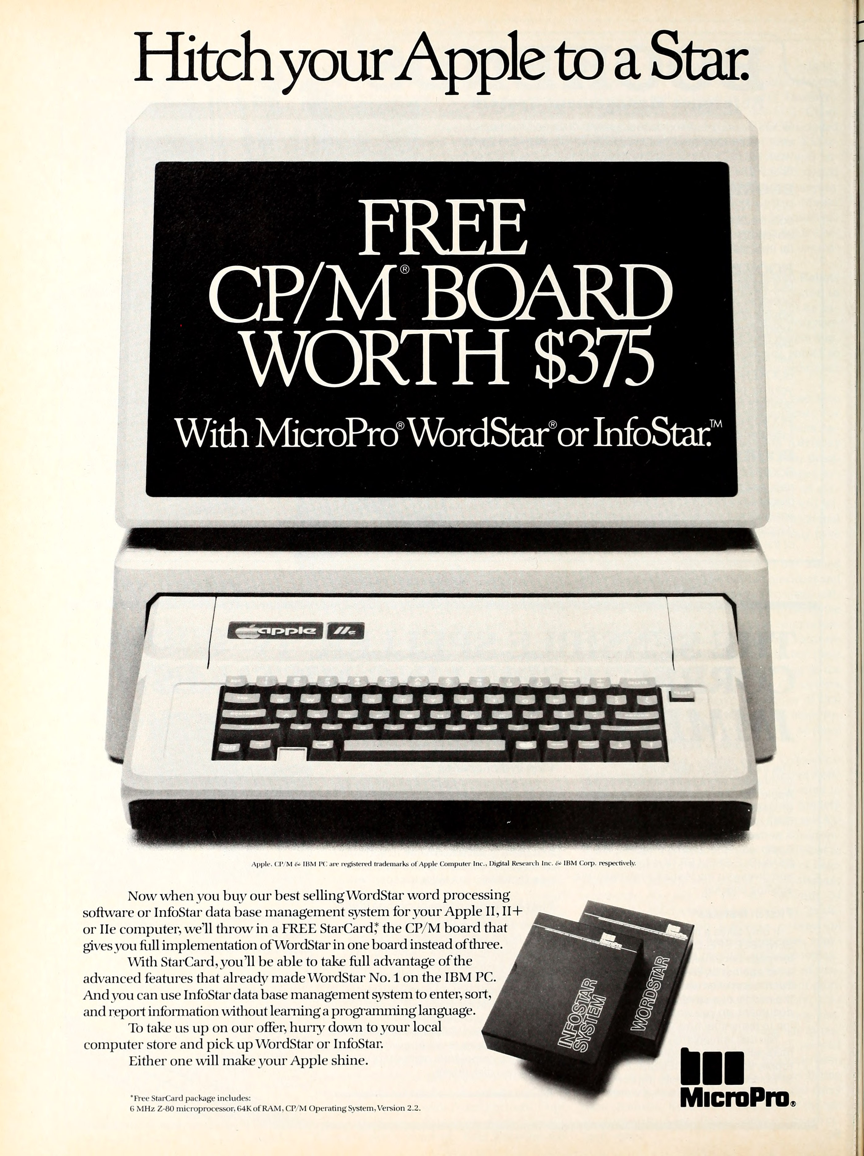 Hitch your Apple to a Star.
FREE
CP/M® BOARD
WORTH $375
With MicroPro® WordStar® or InfoStar.™
apple //e
Apple, CP/M & IBM PC are registered trademarks of Apple Computer Inc., Digital Research Inc. & IBM Corp. respectively.
Now when you buy our best selling WordStar word processing
software or InfoStar data base management system for your Apple II, II+
or IIe computer, we'll throw in a FREE StarCard,* the CP/M board that
gives you full implementation of WordStar in one board instead of three.
With StarCard, you'll be able to take full advantage of the
advanced features that already made WordStar No. 1 on the IBM PC.
And you can use InfoStar data base management system to enter, sort,
and report information without learning a programming language.
To take us up on our offer, hurry down to your local
computer store and pick up WordStar or InfoStar.
Either one will make your Apple shine.
INFOSTAR
SYSTEM
WORDSTAR
*Free StarCard package includes:
6 MHz Z-80 microprocessor, 64K of RAM, CP/M Operating System, Version 2.2.
MicroPro®